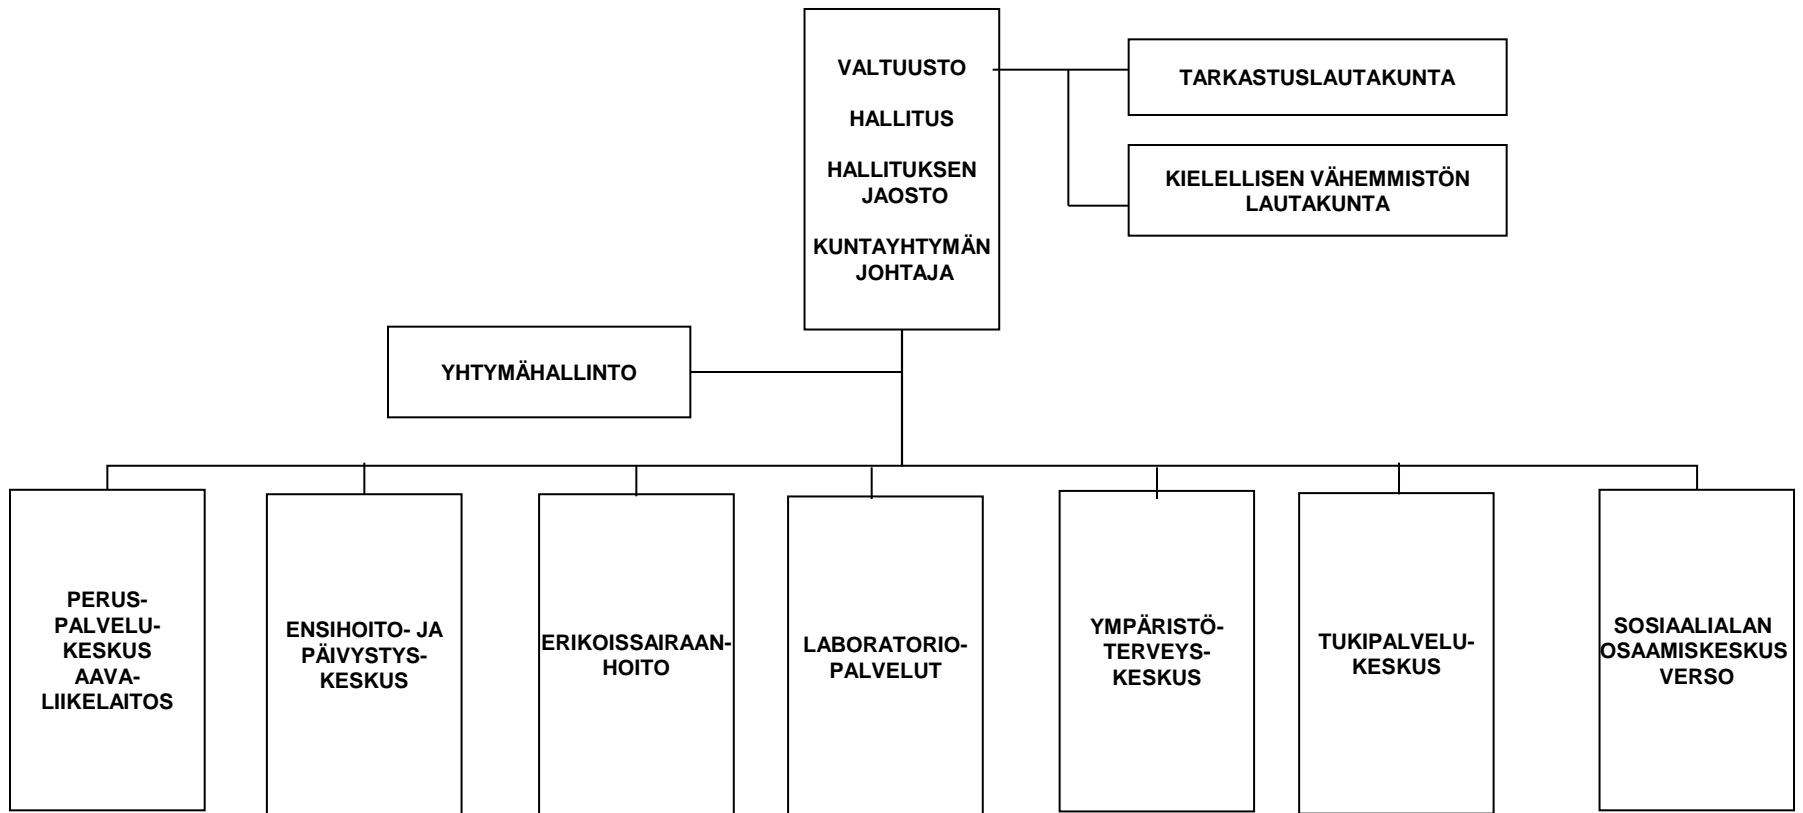 VALTUUSTO
HALLITUS
HALLITUKSEN
JAOSTO
KUNTAYHTYMÄN
JOHTAJA
TARKASTUSLAUTAKUNTA
KIELELLISEN VÄHEMMISTÖN
LAUTAKUNTA
YHTYMÄHALLINTO
PERUS-
PALVELU-
KESKUS
AAVA-
LIIKELAITOS
ENSIHOITO- JA
PÄIVYSTYS-
KESKUS
ERIKOISSAIRAAN-
HOITO
LABORATORIO-
PALVELUT
YMPÄRISTÖ-
TERVEYS-
KESKUS
TUKIPALVELU-
KESKUS
SOSIAALIALAN
OSAAMISKESKUS
VERSO